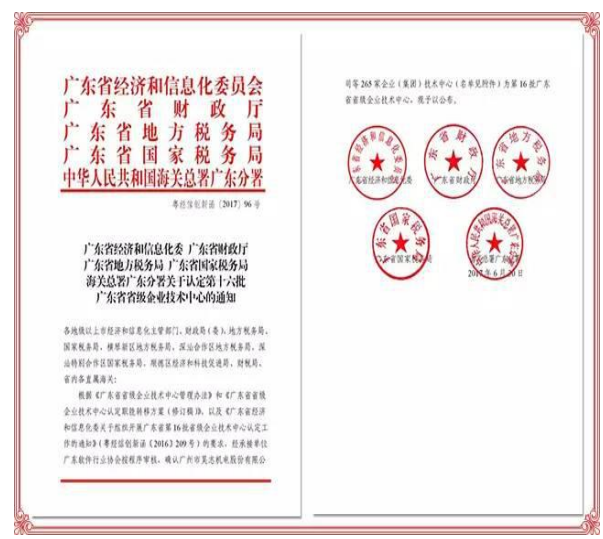 广东省经济和信息化委员会
广东省财政厅
广东省地方税务局
广东省国家税务局
中华人民共和国海关总署广东分署
粤经信创新函〔2017〕96号
广东省经济和信息化委 广东省财政厅
广东省地方税务局 广东省国家税务局
海关总署广东分署关于认定第十六批
广东省省级企业技术中心的通知
各地级以上市经济和信息化主管部门、财政局(委)、地方税务局、
国家税务局,横琴新区地方税务局、深汕合作区地方税务局、深
汕特别合作区国家税务局,顺德区经济和科技促进局、财税局,
省内各直属海关:
根据《广东省省级企业技术中心管理办法》和《广东省省级
企业技术中心认定职能转移方案(修订稿)》,以及《广东省经济
和信息化委关于组织开展广东省第16批省级企业技术中心认定工
作的通知》(粤经信创新函〔2016〕209号)的要求,经承接单位
广东软件行业协会按程序审核,确认广州市昊志机电股份有限公
司等265家企业(集团)技术中心(名单见附件)为第16批广东
省省级企业技术中心,现予以公布。
广东省经济和信息化委
广东省财政厅
广东省地方税务局
广东省国家税务局
海关总署广东分署
2017年6月20日